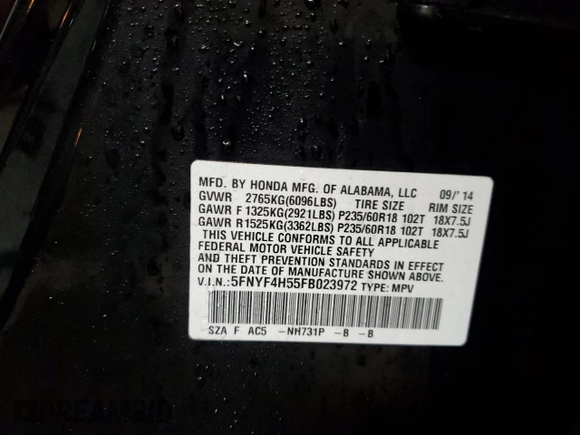 MFD. BY HONDA MFG. OF ALABAMA, LLC 09/'14
GVWR 2765KG(6096LBS) TIRE SIZE RIM SIZE
GAWR F 1325KG(2921LBS) P235/60R18 102T 18X7.5J
GAWR R 1525KG(3362LBS) P235/60R18 102T 18X7.5J
THIS VEHICLE CONFORMS TO ALL APPLICABLE
FEDERAL MOTOR VEHICLE SAFETY
AND THEFT PREVENTION STANDARDS IN EFFECT
ON THE DATE OF MANUFACTURE SHOWN ABOVE.
V.I.N.:5FNYF4H55FB023972 TYPE: MPV
SZA F AC5 -NH731P -B -B
DREAMBID